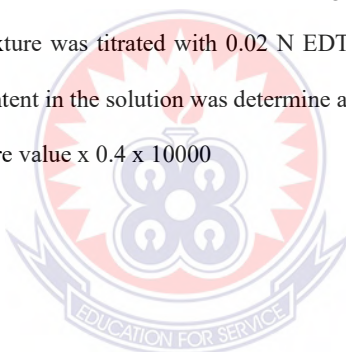 xture was titrated with 0.02 N EDT
ntent in the solution was determine a
re value x 0.4 x 10000
EDUCATION FOR SERVICE